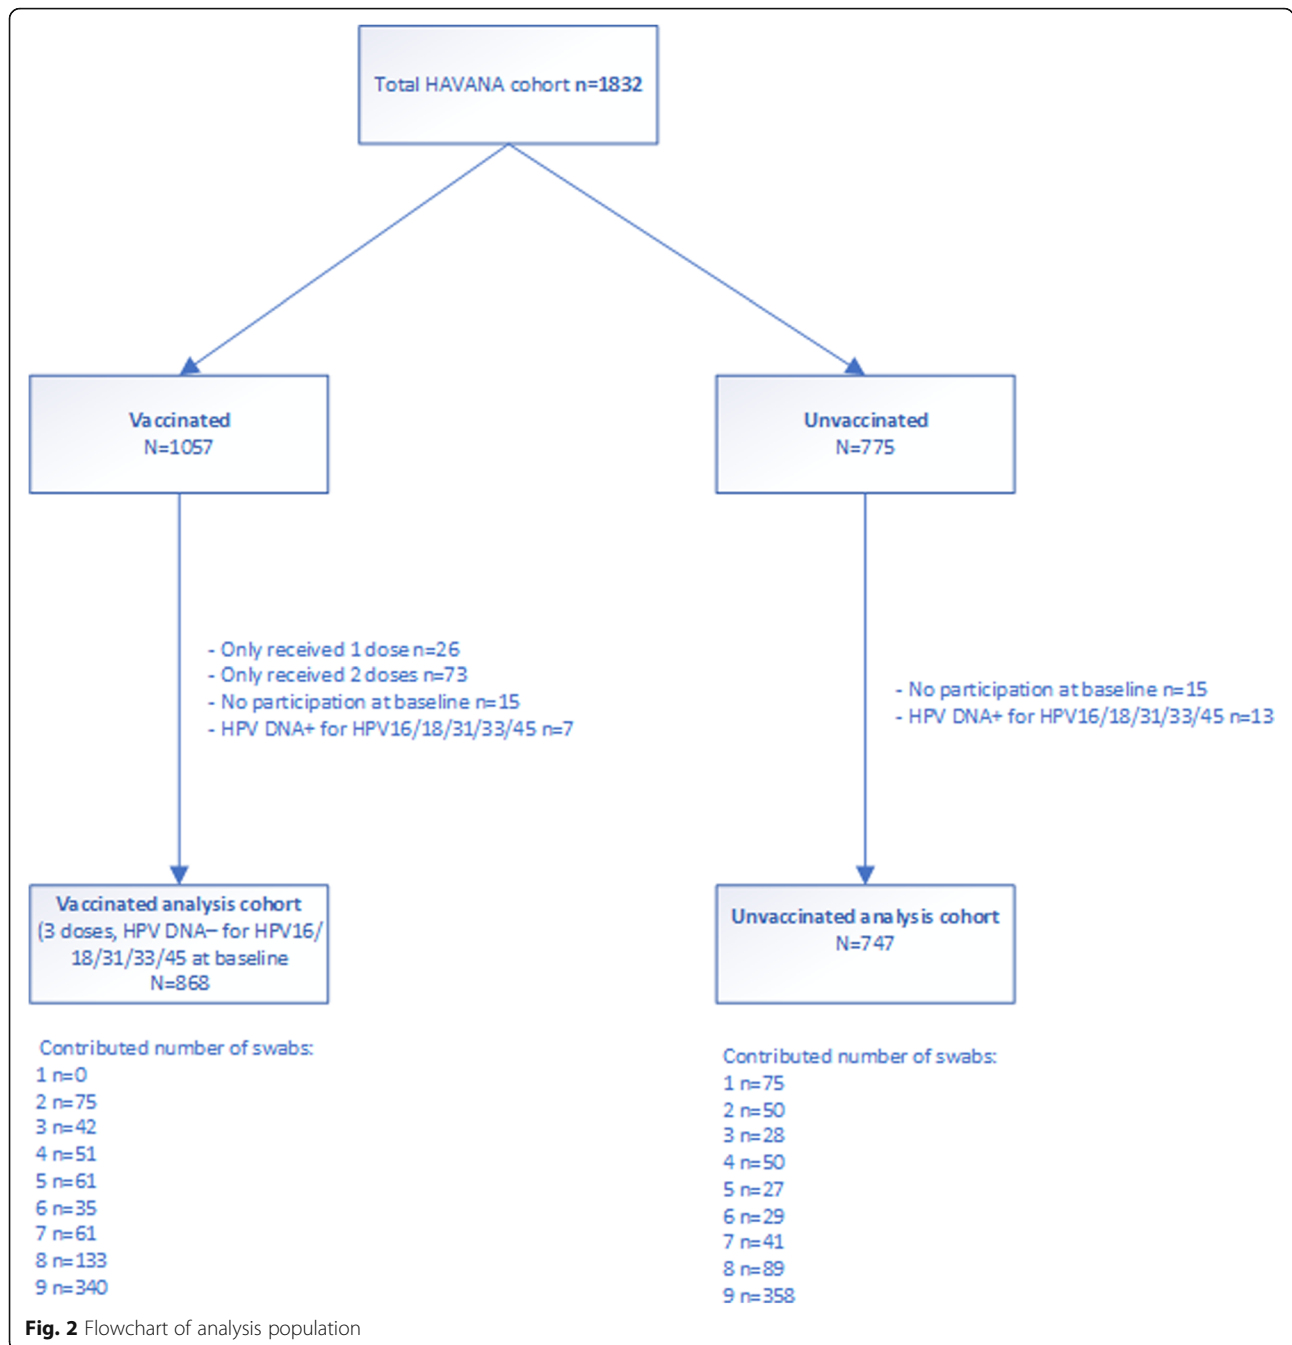 Total HAVANA cohort n=1832
Vaccinated
N=1057
Unvaccinated
N=775
- Only received 1 dose n=26
- Only received 2 doses n=73
- No participation at baseline n=15
- HPV DNA+ for HPV16/18/31/33/45 n=7
- No participation at baseline n=15
- HPV DNA+ for HPV16/18/31/33/45 n=13
Vaccinated analysis cohort
(3 doses, HPV DNA− for HPV16/
18/31/33/45 at baseline
N=868
Unvaccinated analysis cohort
N=747
Contributed number of swabs:
1 n=0
2 n=75
3 n=42
4 n=51
5 n=61
6 n=35
7 n=61
8 n=133
9 n=340
Contributed number of swabs:
1 n=75
2 n=50
3 n=28
4 n=50
5 n=27
6 n=29
7 n=41
8 n=89
9 n=358
Fig. 2 Flowchart of analysis population